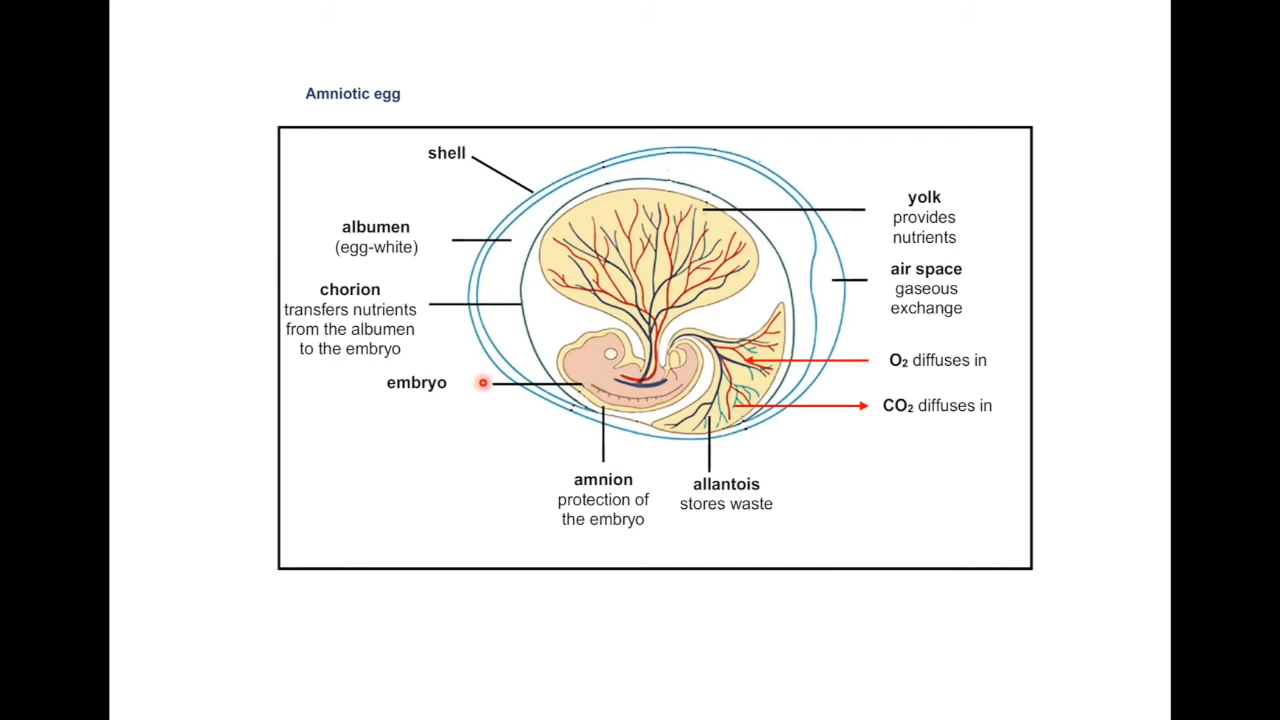 Amniotic egg
shell
albumen
(egg-white)
chorion
transfers nutrients
from the albumen
to the embryo
embryo
yolk
provides
nutrients
air space
gaseous
exchange
O₂ diffuses in
CO₂ diffuses in
amnion
protection of
the embryo
allantois
stores waste